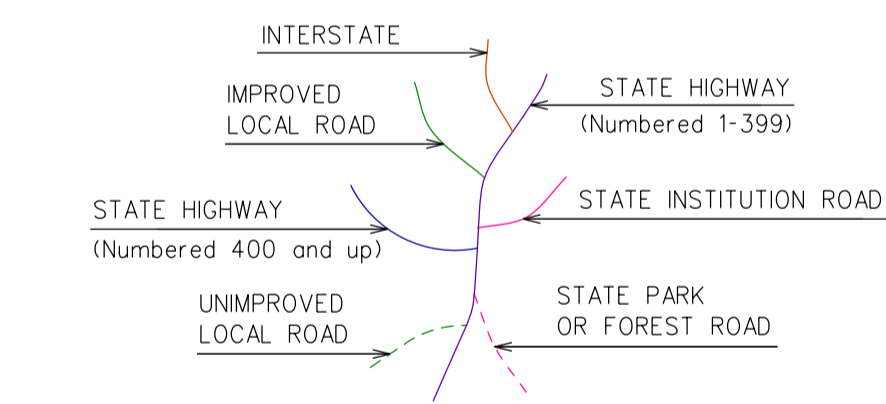 INTERSTATE
STATE HIGHWAY
(Numbered 1-399)
IMPROVED
LOCAL ROAD
STATE INSTITUTION ROAD
STATE HIGHWAY
(Numbered 400 and up)
UNIMPROVED
LOCAL ROAD
STATE PARK
OR FOREST ROAD